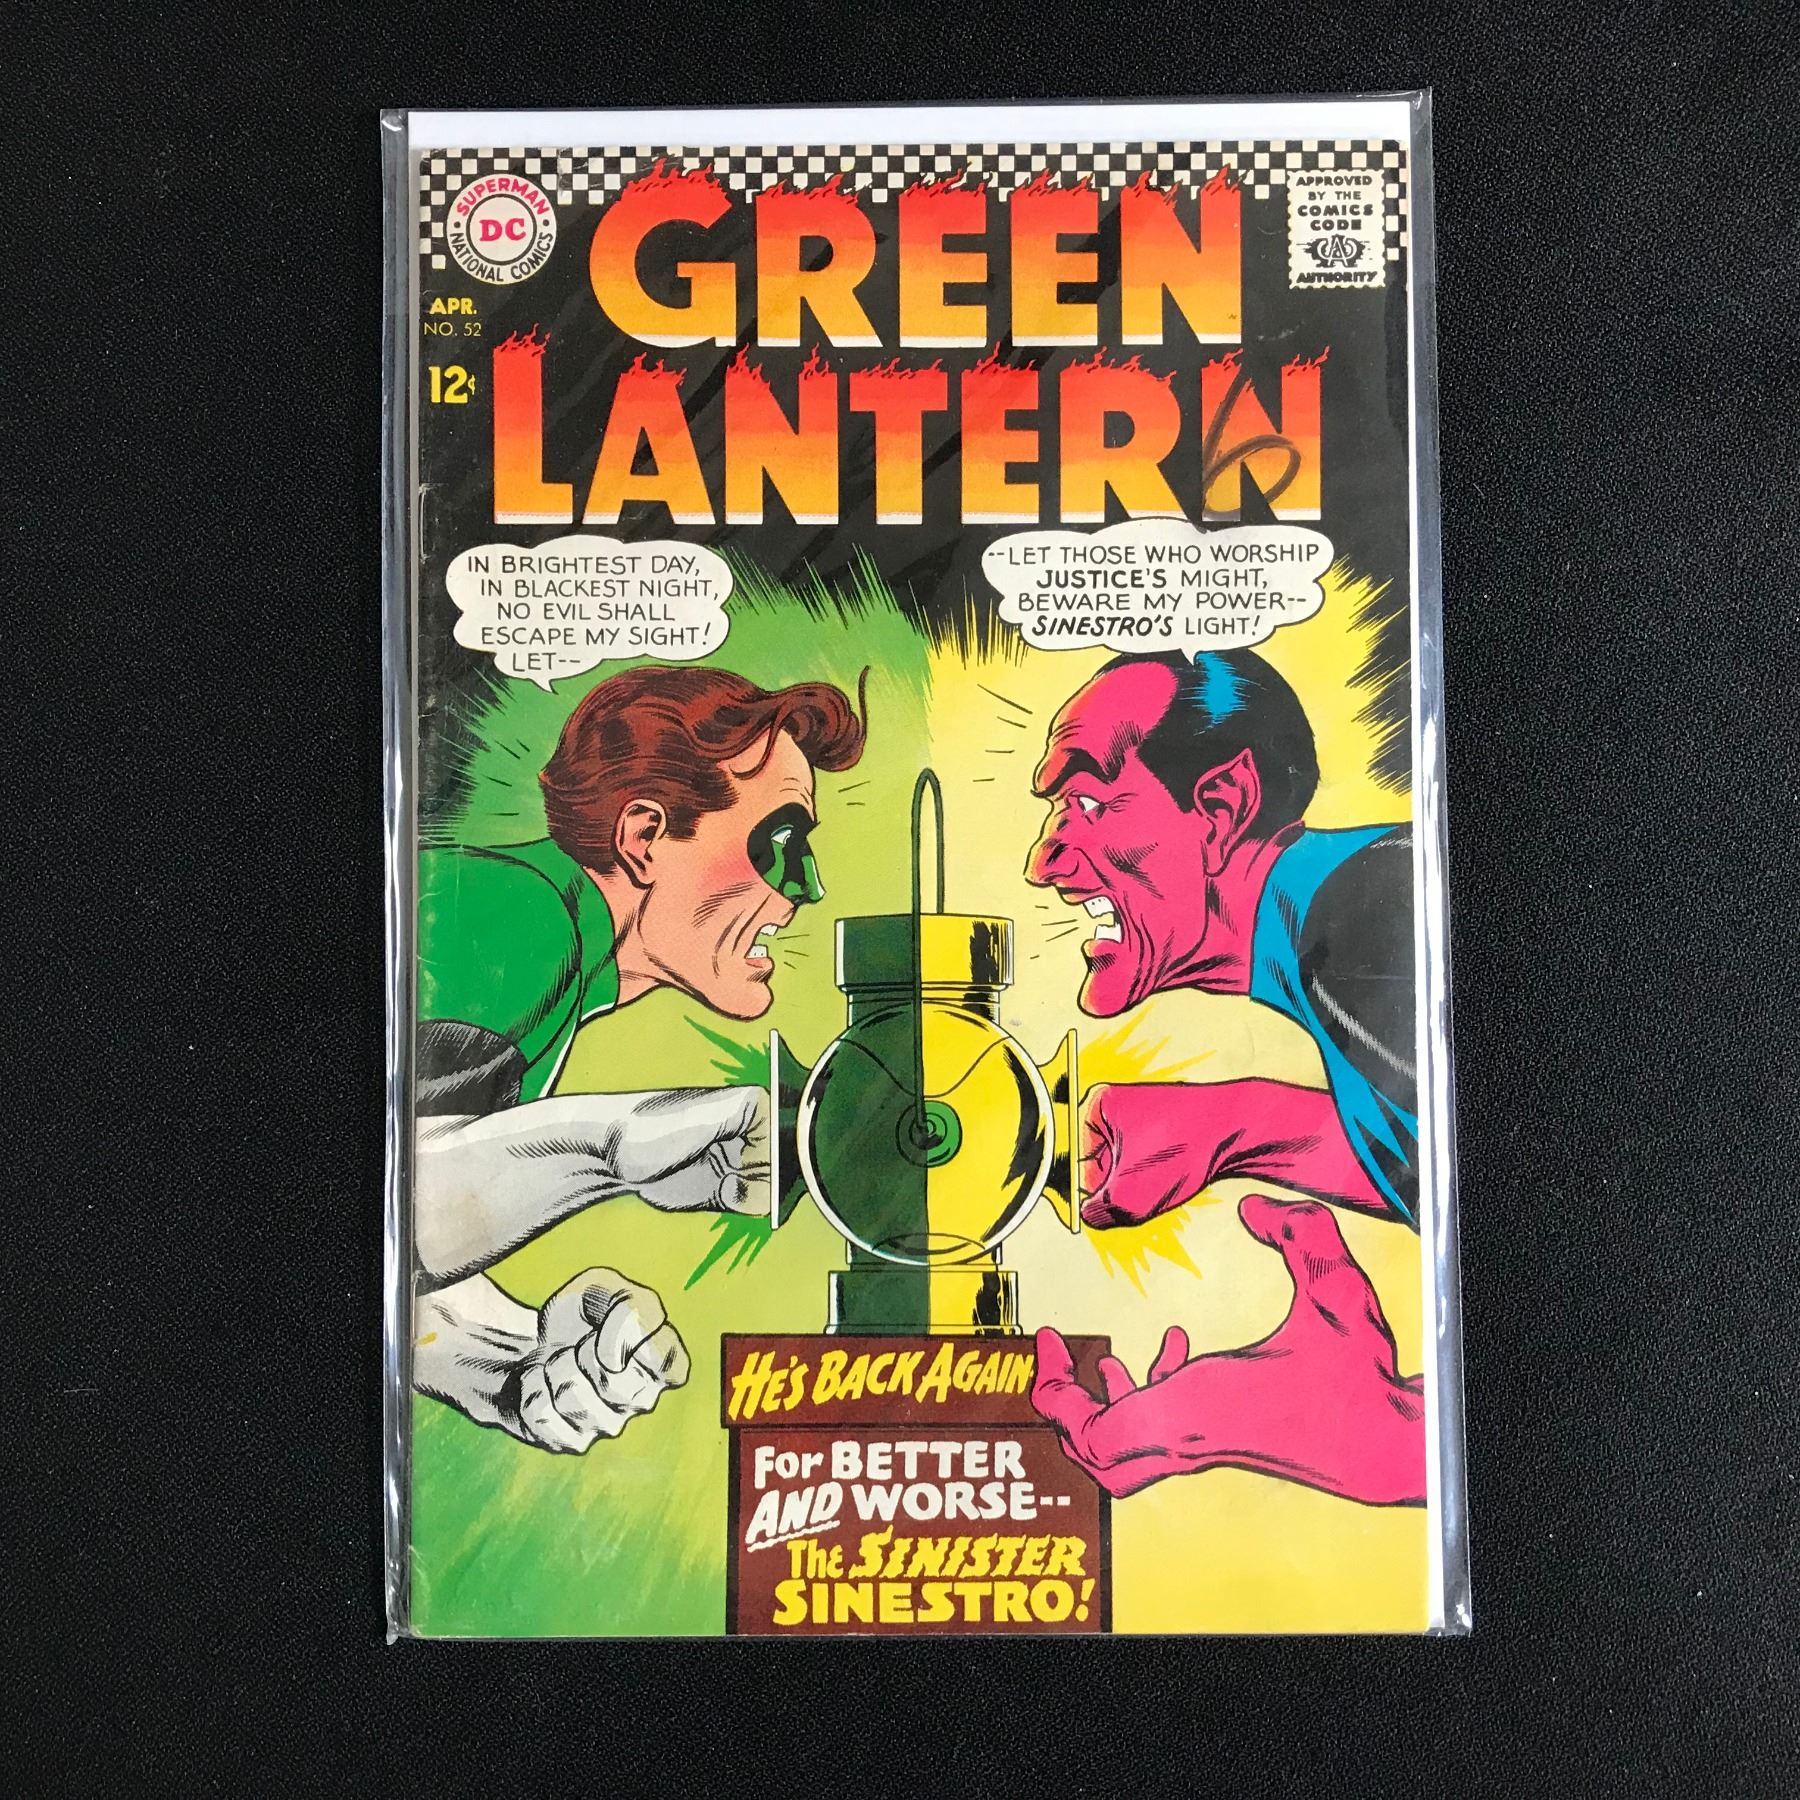 SUPERMAN
DC
NATIONAL COMICS
APR.
NO. 52
12¢
GREEN
LANTERN
6
APPROVED
BY THE
COMICS
CODE
CA
AUTHORITY
IN BRIGHTEST DAY,
IN BLACKEST NIGHT,
NO EVIL SHALL
ESCAPE MY SIGHT!
LET--
--LET THOSE WHO WORSHIP
JUSTICE'S MIGHT,
BEWARE MY POWER--
SINESTRO'S LIGHT!
HE'S BACK AGAIN
FOR BETTER
AND WORSE--
THE SINISTER
SINESTRO!